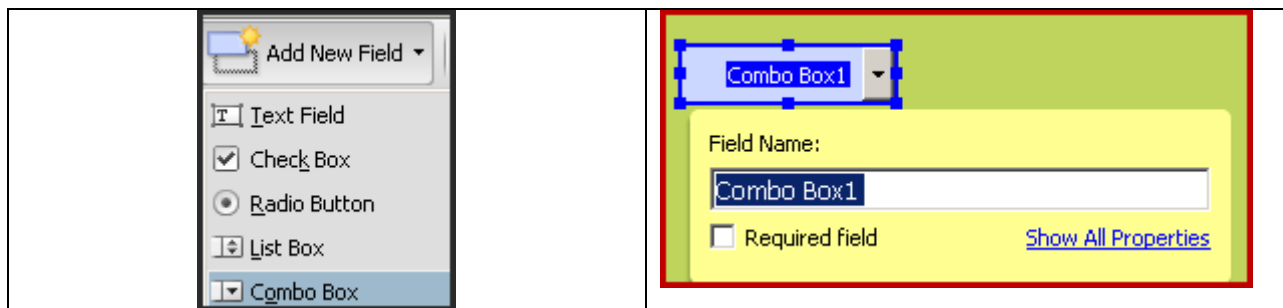 Add New Field
Text Field
Check Box
Radio Button
List Box
Combo Box
Combo Box1
Field Name:
Combo Box1
Required field
Show All Properties